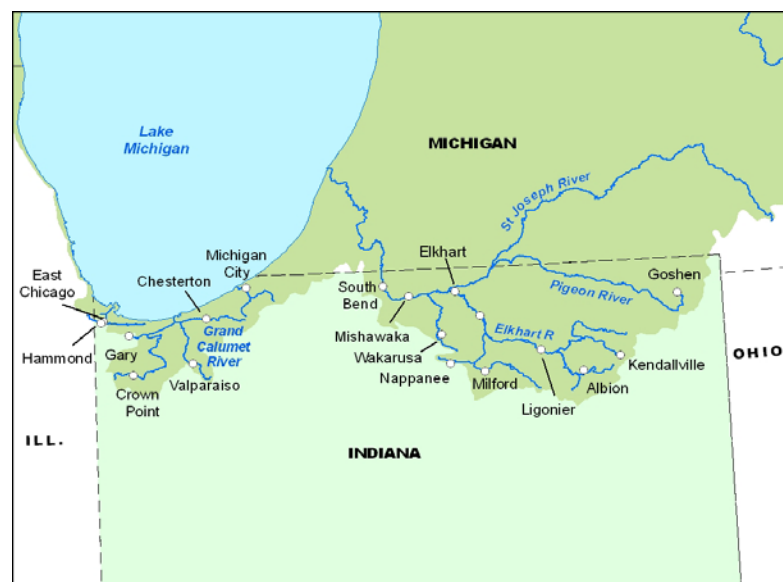 Lake
Michigan
MICHIGAN
St Joseph River
Michigan
City
Elkhart
East
Chicago
Chesterton
South
Bend
Goshen
Pigeon River
Grand
Calumet
River
Mishawaka
Elkhart R
Hammond
Gary
Wakarusa
Nappanee
Kendallville
OHIO
Valparaiso
Milford
Albion
Crown
Point
Ligonier
ILL.
INDIANA